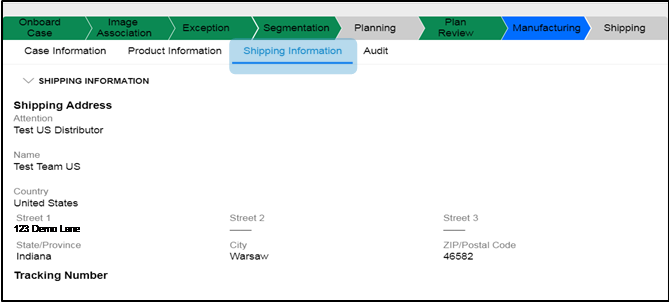 Onboard Case
Image Association
Exception
Segmentation
Planning
Plan Review
Manufacturing
Shipping
Case Information Product Information Shipping Information Audit
SHIPPING INFORMATION
Shipping Address
Attention
Test US Distributor
Name
Test Team US
Country
United States
Street 1 Street 2 Street 3
123 Demo Lane
State/Province City ZIP/Postal Code
Indiana Warsaw 46582
Tracking Number